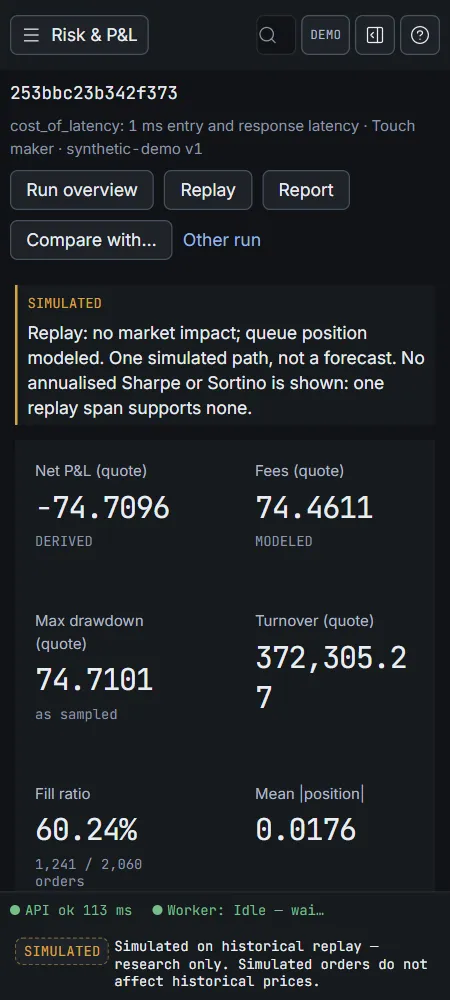 Risk & P&L
DEMO
253bbc23b342f373
cost_of_latency: 1 ms entry and response latency · Touch
maker · synthetic-demo v1
Run overview
Replay
Report
Compare with...
Other run
SIMULATED
Replay: no market impact; queue position
modeled. One simulated path, not a forecast. No
annualised Sharpe or Sortino is shown: one
replay span supports none.
Net P&L (quote)
-74.7096
DERIVED
Fees (quote)
74.4611
MODELED
Max drawdown
(quote)
74.7101
as sampled
Turnover (quote)
372,305.2
7
Fill ratio
60.24%
1,241 / 2,060
orders
Mean |position|
0.0176
API ok 113 ms
Worker: Idle — wai…
SIMULATED
Simulated on historical replay —
research only. Simulated orders do not
affect historical prices.